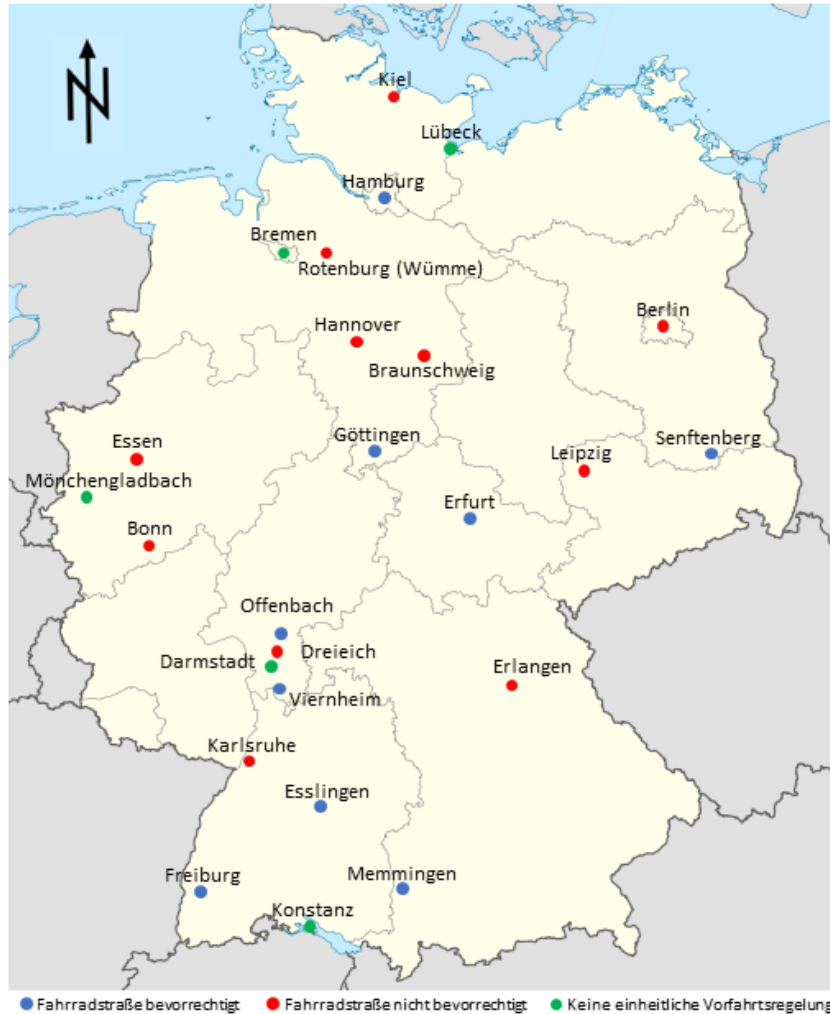 Kiel
Lübeck
Hamburg
Bremen
Rotenburg (Wümme)
Berlin
Hannover
Braunschweig
Göttingen
Senftenberg
Essen
Leipzig
Mönchengladbach
Erfurt
Bonn
Offenbach
Dreieich
Darmstadt
Erlangen
Viernheim
Karlsruhe
Esslingen
Freiburg
Memmingen
Konstanz
Fahrradstraße bevorrechtigt Fahrradstraße nicht bevorrechtigt Keine einheitliche Vorfahrtsregelung